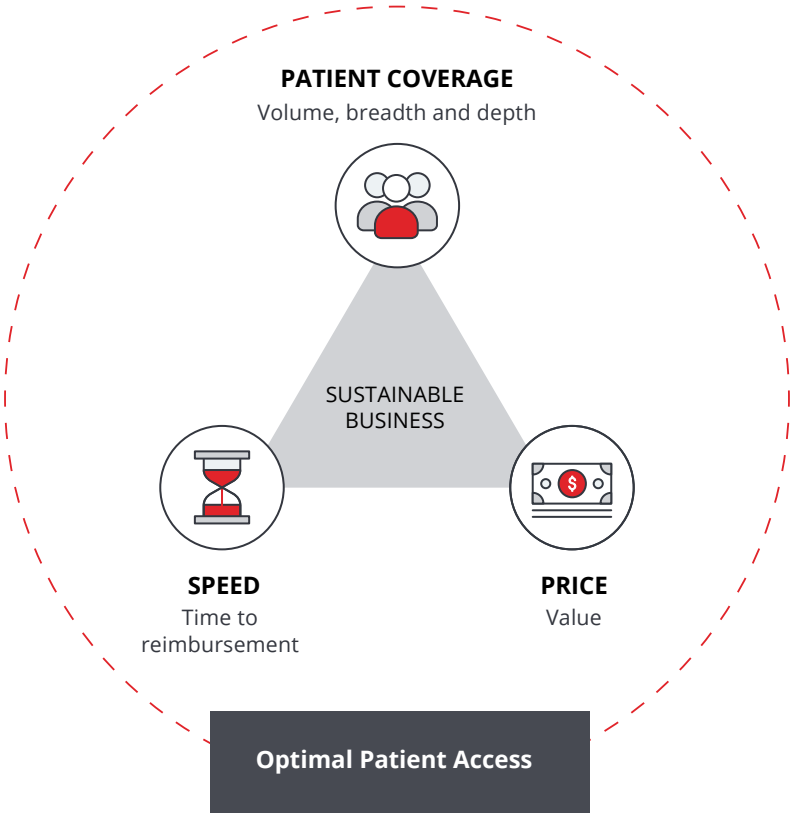 PATIENT COVERAGE
Volume, breadth and depth
SUSTAINABLE
BUSINESS
$
SPEED
Time to
reimbursement
PRICE
Value
Optimal Patient Access